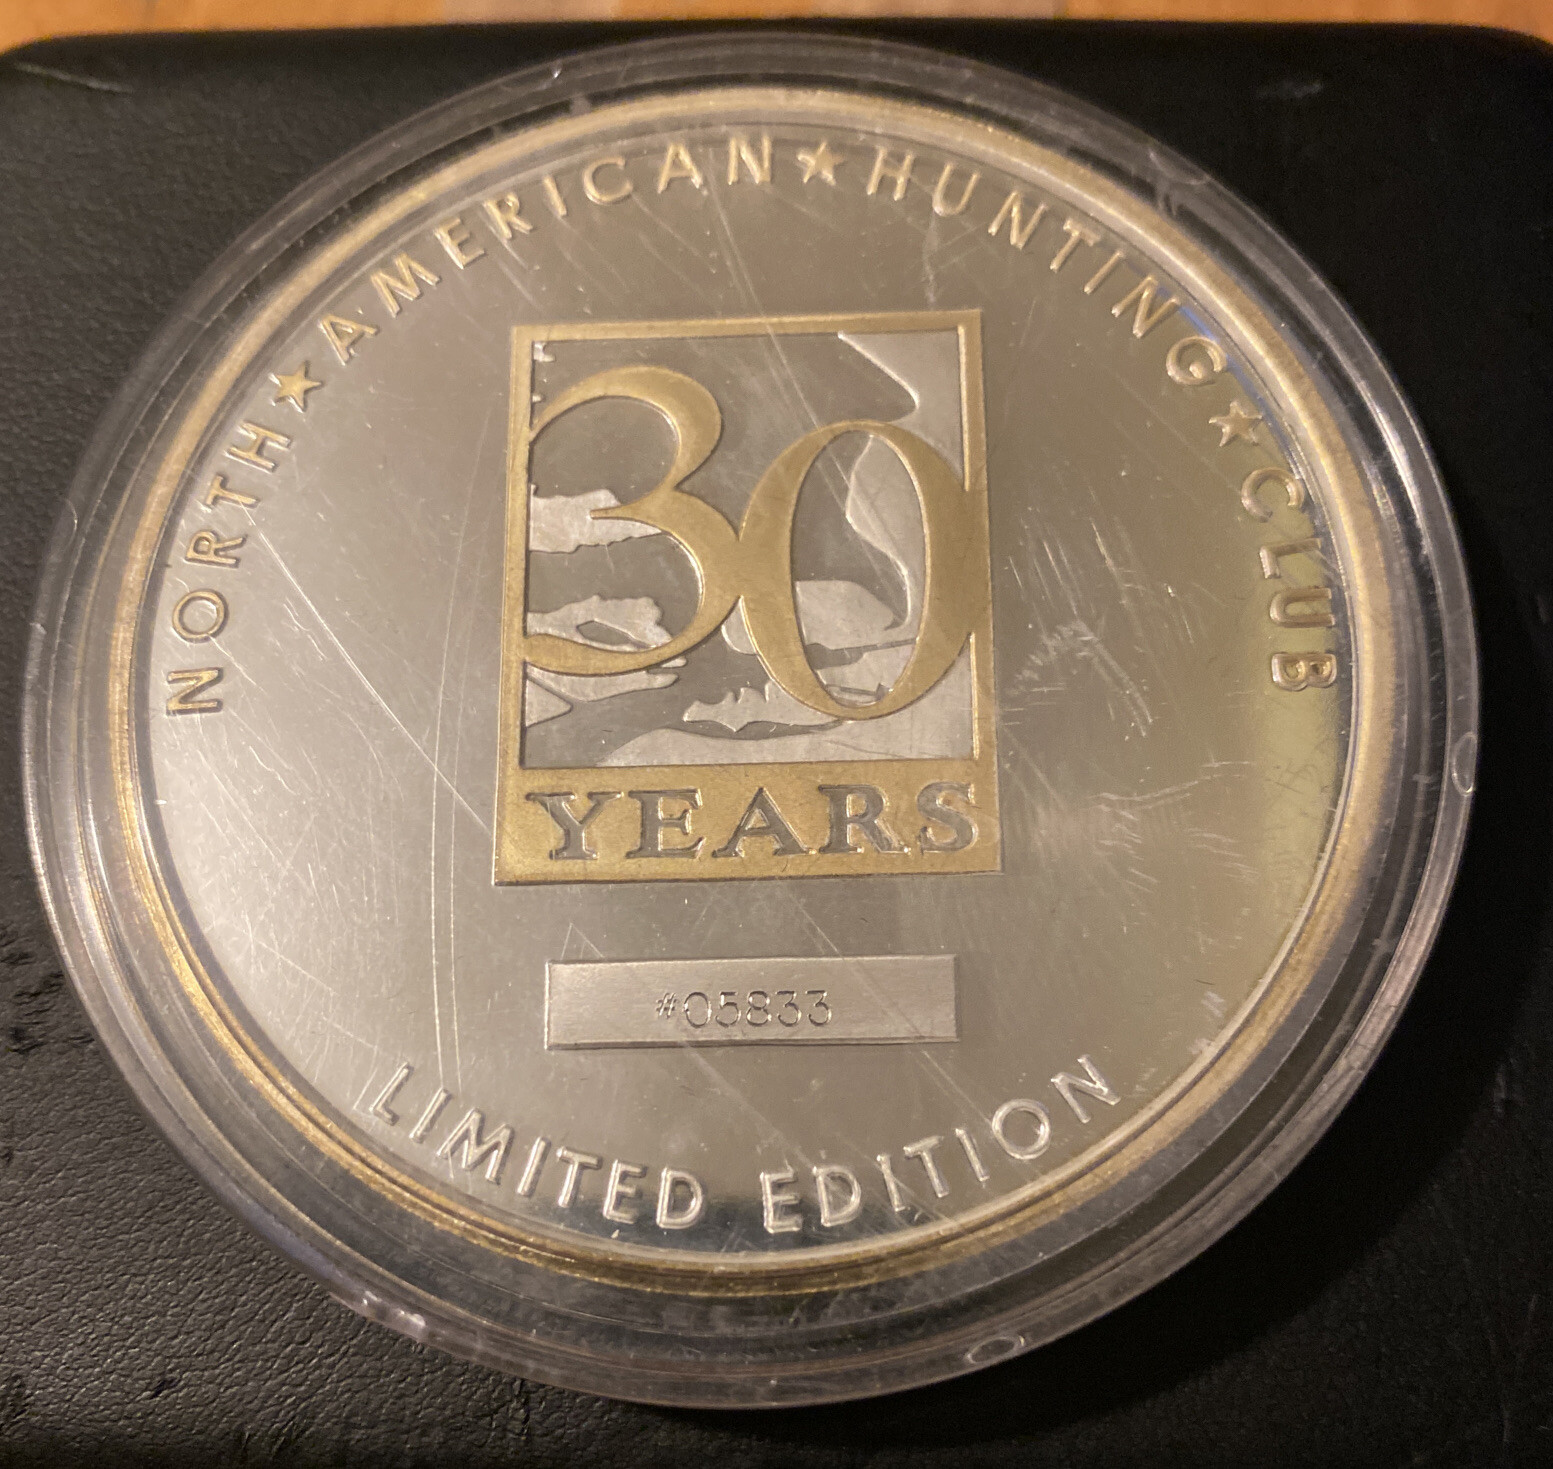 NORTH★AMERICAN★HUNTING★CLUB
30
YEARS
#05833
LIMITED EDITION